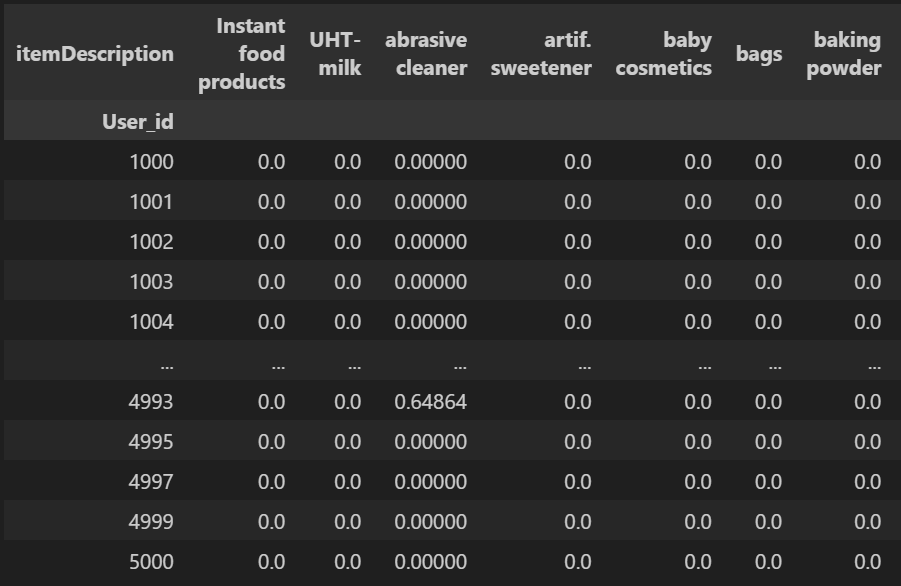 itemDescription Instant food products UHT-milk abrasive cleaner artif. sweetener baby cosmetics bags baking powder
User_id
1000 0.0 0.0 0.00000 0.0 0.0 0.0 0.0
1001 0.0 0.0 0.00000 0.0 0.0 0.0 0.0
1002 0.0 0.0 0.00000 0.0 0.0 0.0 0.0
1003 0.0 0.0 0.00000 0.0 0.0 0.0 0.0
1004 0.0 0.0 0.00000 0.0 0.0 0.0 0.0
... ... ... ... ... ... ... ...
4993 0.0 0.0 0.64864 0.0 0.0 0.0 0.0
4995 0.0 0.0 0.00000 0.0 0.0 0.0 0.0
4997 0.0 0.0 0.00000 0.0 0.0 0.0 0.0
4999 0.0 0.0 0.00000 0.0 0.0 0.0 0.0
5000 0.0 0.0 0.00000 0.0 0.0 0.0 0.0